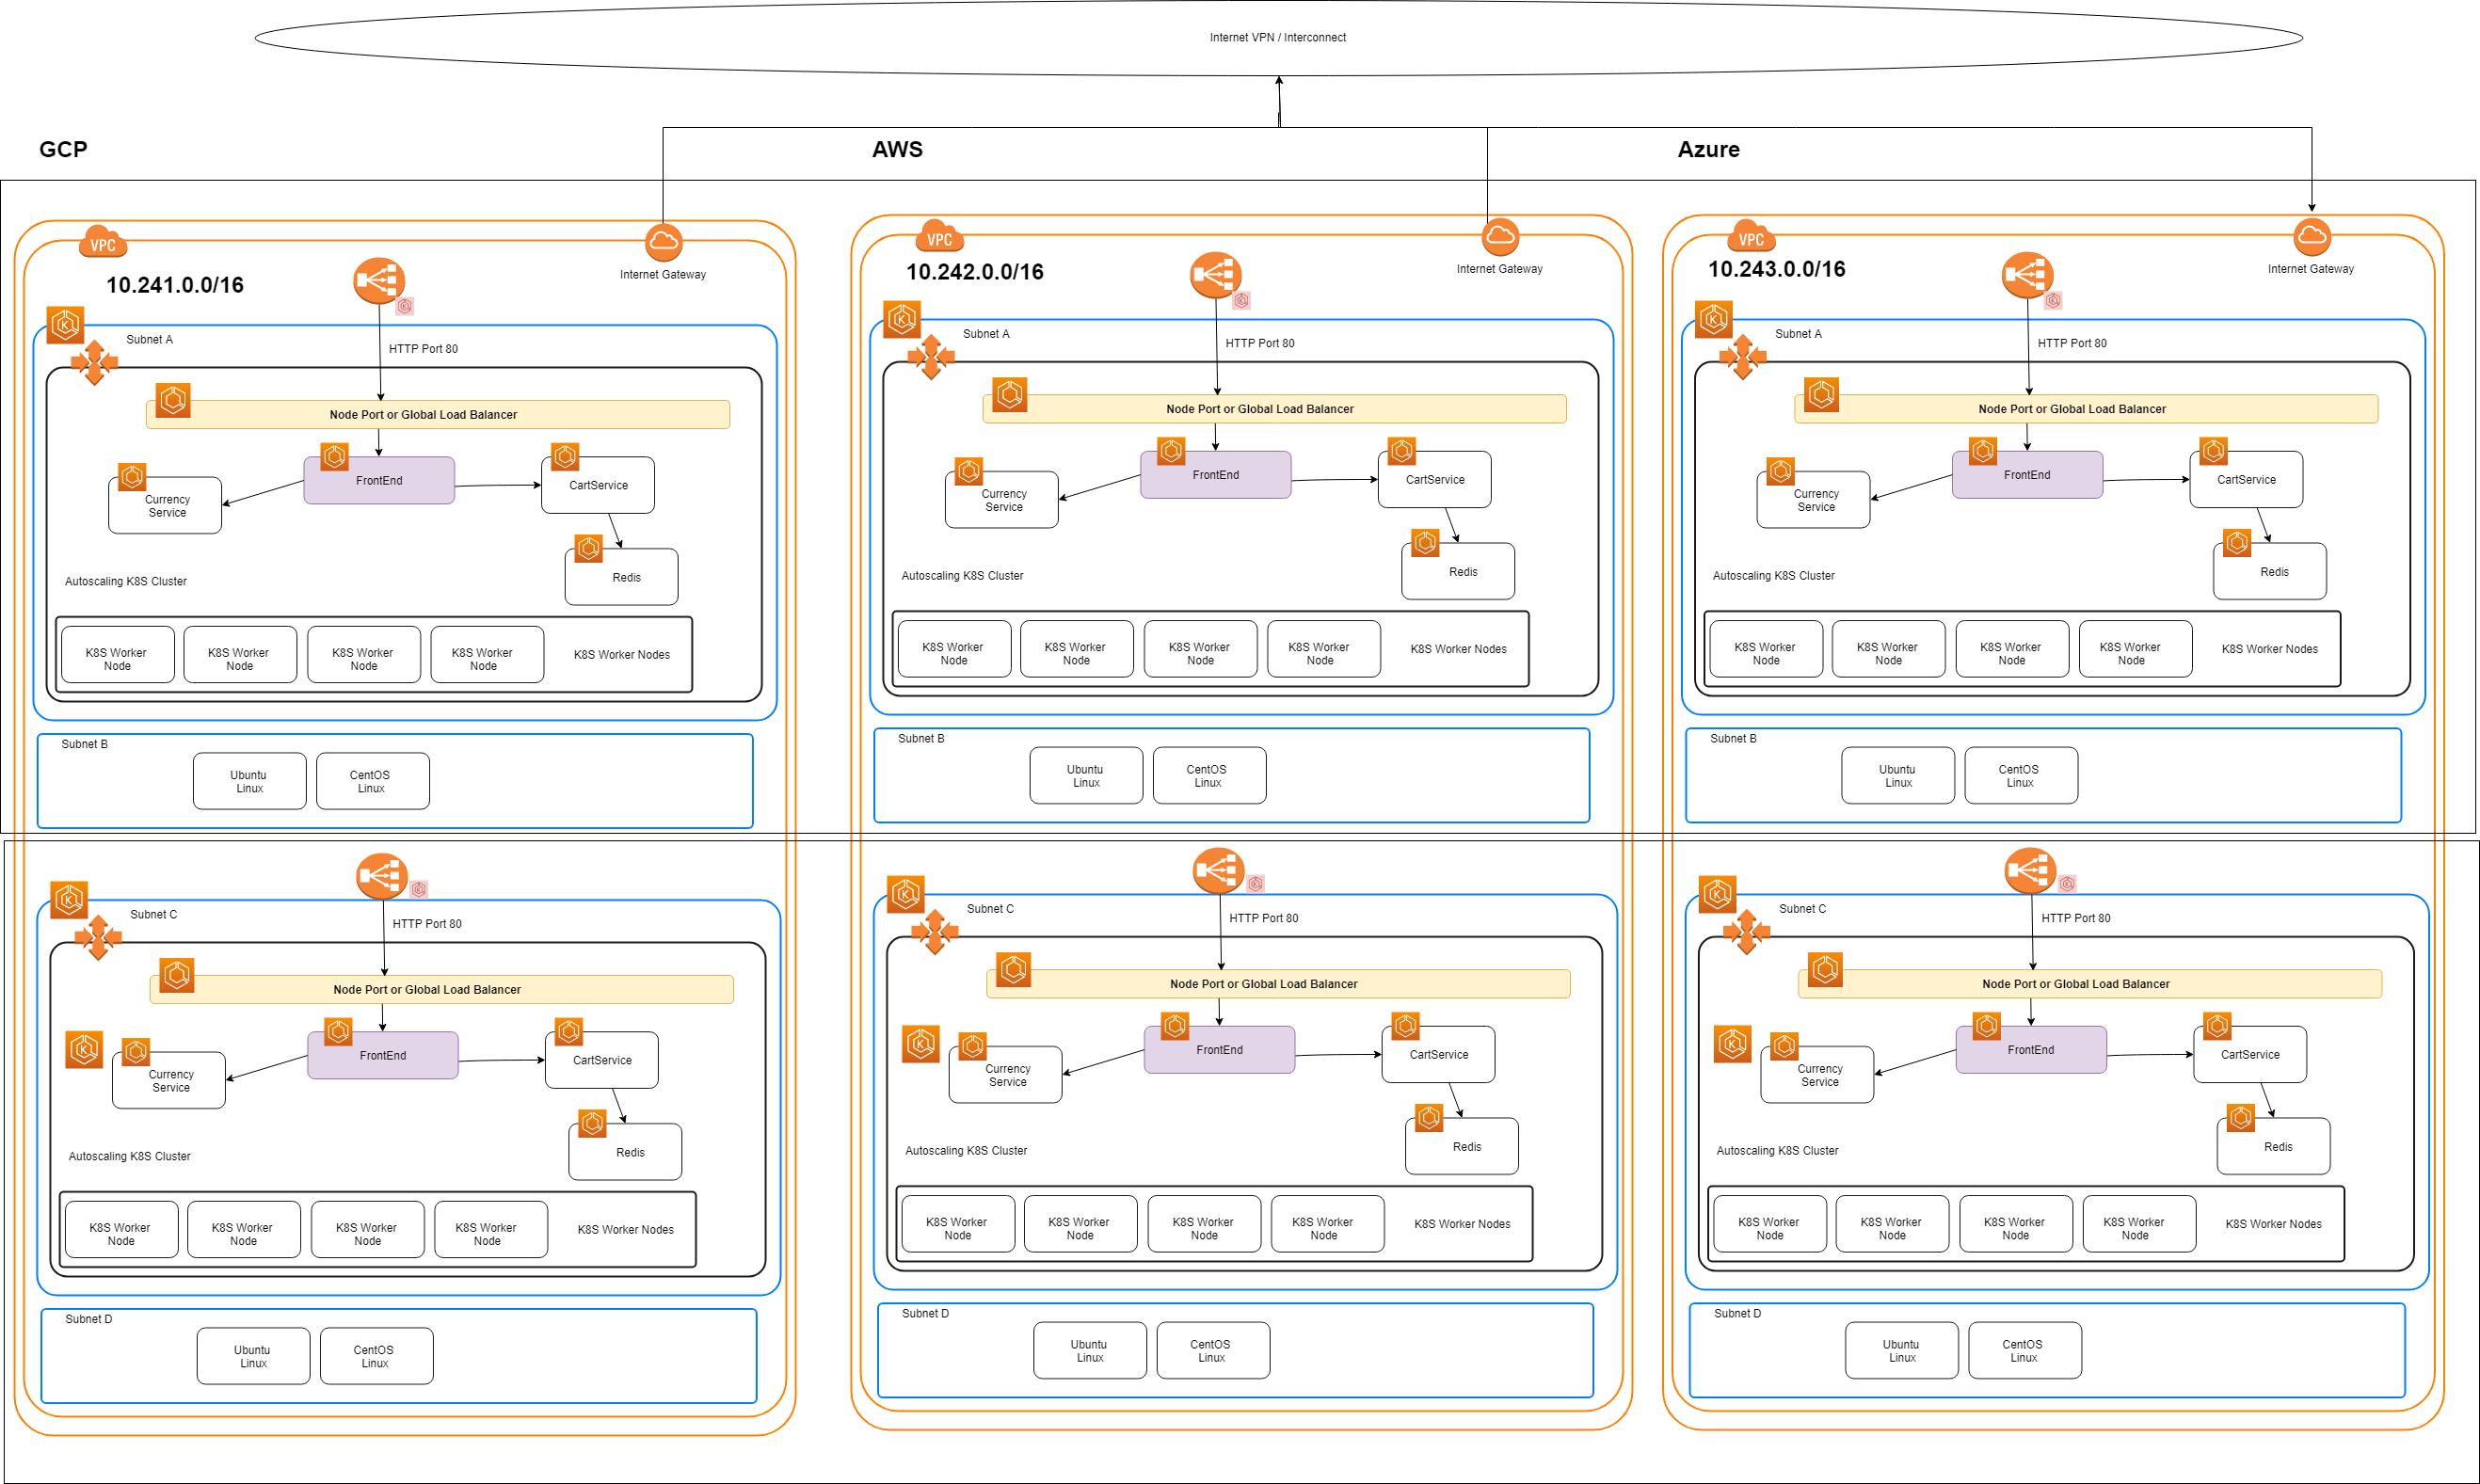 Internet VPN / Interconnect
GCP
AWS
Azure
VPC
10.241.0.0/16
Internet Gateway
Subnet A
HTTP Port 80
Node Port or Global Load Balancer
FrontEnd
CartService
Currency
Service
Redis
Autoscaling K8S Cluster
K8S Worker
Node
K8S Worker
Node
K8S Worker
Node
K8S Worker
Node
K8S Worker Nodes
Subnet B
Ubuntu
Linux
CentOS
Linux
Subnet C
HTTP Port 80
Node Port or Global Load Balancer
FrontEnd
CartService
Currency
Service
Redis
Autoscaling K8S Cluster
K8S Worker
Node
K8S Worker
Node
K8S Worker
Node
K8S Worker
Node
K8S Worker Nodes
Subnet D
Ubuntu
Linux
CentOS
Linux
VPC
10.242.0.0/16
Internet Gateway
Subnet A
HTTP Port 80
Node Port or Global Load Balancer
FrontEnd
CartService
Currency
Service
Redis
Autoscaling K8S Cluster
K8S Worker
Node
K8S Worker
Node
K8S Worker
Node
K8S Worker
Node
K8S Worker Nodes
Subnet B
Ubuntu
Linux
CentOS
Linux
Subnet C
HTTP Port 80
Node Port or Global Load Balancer
FrontEnd
CartService
Currency
Service
Redis
Autoscaling K8S Cluster
K8S Worker
Node
K8S Worker
Node
K8S Worker
Node
K8S Worker
Node
K8S Worker Nodes
Subnet D
Ubuntu
Linux
CentOS
Linux
VPC
10.243.0.0/16
Internet Gateway
Subnet A
HTTP Port 80
Node Port or Global Load Balancer
FrontEnd
CartService
Currency
Service
Redis
Autoscaling K8S Cluster
K8S Worker
Node
K8S Worker
Node
K8S Worker
Node
K8S Worker
Node
K8S Worker Nodes
Subnet B
Ubuntu
Linux
CentOS
Linux
Subnet C
HTTP Port 80
Node Port or Global Load Balancer
FrontEnd
CartService
Currency
Service
Redis
Autoscaling K8S Cluster
K8S Worker
Node
K8S Worker
Node
K8S Worker
Node
K8S Worker
Node
K8S Worker Nodes
Subnet D
Ubuntu
Linux
CentOS
Linux